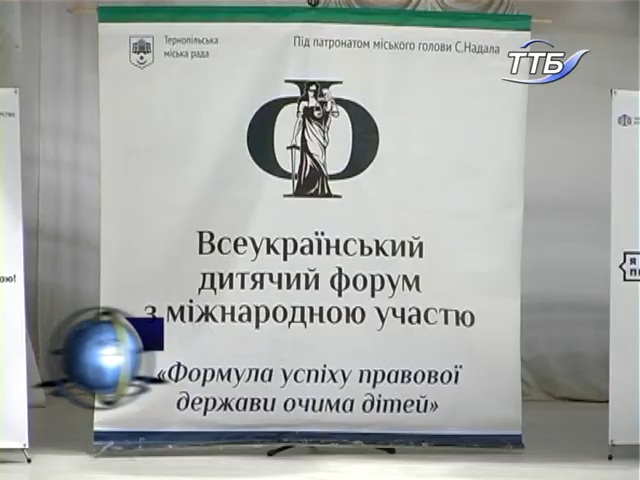 Тернопільська
міська рада
Під патронатом міського голови С.Надала
ТТБ
Всеукраїнський
дитячий форум
з міжнародною участю
«Формула успіху правової
держави очима дітей»